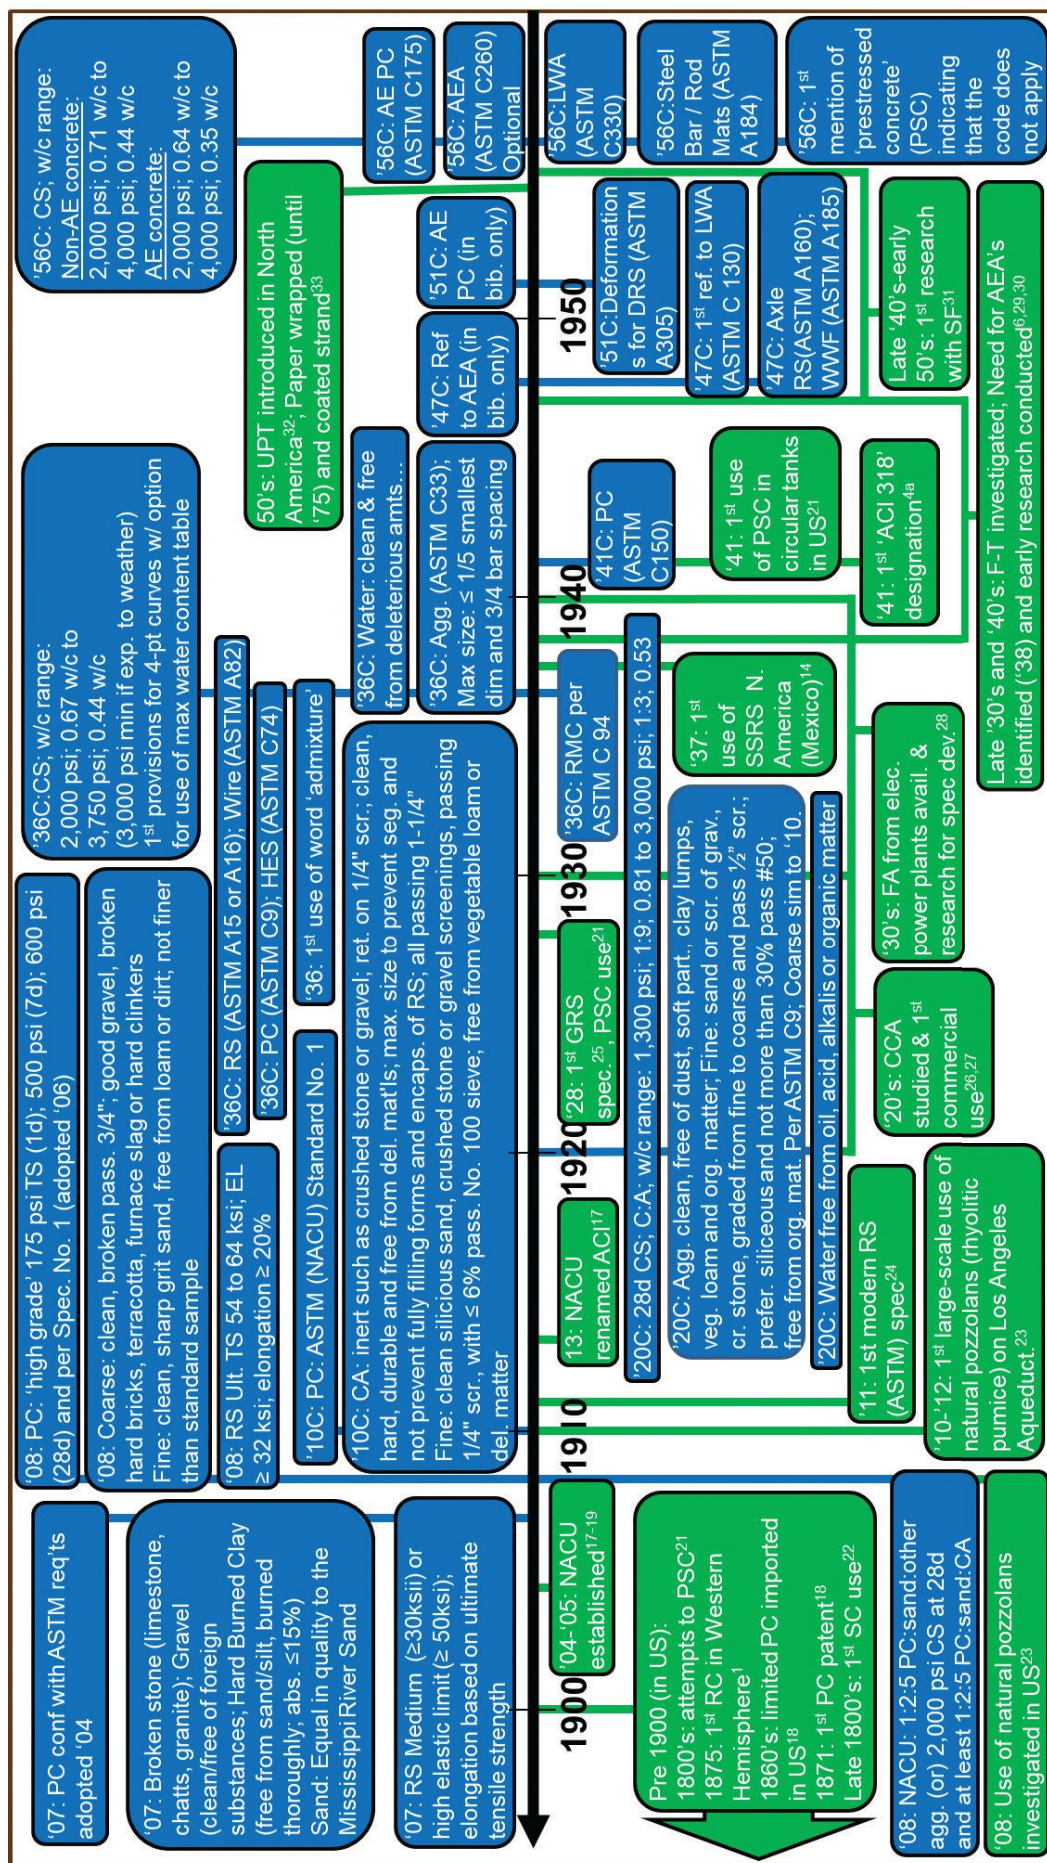 '07: PC conf with ASTM req'ts
adopted '04
'07: Broken stone (limestone,
chatts, granite); Gravel
(clean/free of foreign
substances; Hard Burned Clay
(free from sand/silt, burned
thoroughly; abs. ≤15%)
Sand: Equal in quality to the
Mississippi River Sand
'07: RS Medium (≥30ksii) or
high elastic limit (≥ 50ksi);
elongation based on ultimate
tensile strength
'08: PC: 'high grade' 175 psi TS (1d); 500 psi (7d); 600 psi
(28d) and per Spec. No. 1 (adopted '06)
'08: Coarse: clean, broken pass. 3/4"; good gravel, broken
hard bricks, terracotta, furnace slag or hard clinkers
Fine: clean, sharp grit sand, free from loam or dirt; not finer
than standard sample
'08: RS Ult. TS 54 to 64 ksi; EL
≥ 32 ksi; elongation ≥ 20%
'10C: PC: ASTM (NACU) Standard No. 1
'10C: CA: inert such as crushed stone or gravel; ret. on 1/4" scr.; clean,
hard, durable and free from del. mat'ls; max. size to prevent seg. and
not prevent fully filling forms and encaps. of RS; all passing 1-1/4"
Fine: clean silicious sand, crushed stone or gravel screenings, passing
1/4" scr., with ≤ 6% pass. No. 100 sieve; free from vegetable loam or
del. matter
'36C:CS; w/c range:
2,000 psi; 0.67 w/c to
3,750 psi; 0.44 w/c
(3,000 psi min if exp. to weather)
1st provisions for 4-pt curves w/ option
for use of max water content table
'36C: RS (ASTM A15 or A16); Wire (ASTM A82)
'36C: PC (ASTM C9); HES (ASTM C74)
'36: 1st use of word 'admixture'
'36C: Water: clean & free
from deleterious amts...
'36C: Agg. (ASTM C33);
Max size: ≤ 1/5 smallest
dim and 3/4 bar spacing
50's: UPT introduced in North
America32; Paper wrapped (until
'75) and coated strand33
'47C: Ref
to AEA (in
bib. only)
'51C: AE
PC (in
bib. only)
'56C: CS; w/c range:
Non-AE concrete:
2,000 psi; 0.71 w/c to
4,000 psi; 0.44 w/c
AE concrete:
2,000 psi; 0.64 w/c to
4,000 psi; 0.35 w/c
'56C: AE PC
(ASTM C175)
'56C: AEA
(ASTM C260)
Optional
1900
1910
1920
1930
1940
1950
'04-'05: NACU
established17-19
Pre 1900 (in US):
1800's: attempts to PSC21
1875: 1st RC in Western
Hemisphere1
1860's: limited PC imported
in US18
1871: 1st PC patent18
Late 1800's: 1st SC use22
'08: NACU: 1:2:5 PC:sand:other
agg. (or) 2,000 psi CS at 28d
and at least 1:2:5 PC:sand:CA
'08: Use of natural pozzolans
investigated in US23
13: NACU
renamed ACI17
'28: 1st GRS
spec.25, PSC use21
'20C: 28d CS; C:A; w/c range: 1,300 psi; 1:9; 0.81 to 3,000 psi; 1:3; 0.53
'20C: Agg. clean, free of dust, soft part., clay lumps,
veg. loam and org. matter; Fine: sand or scr. of grav.,
cr. stone, graded from fine to coarse and pass ½" scr.;
prefer. siliceous and not more than 30% pass #50;
free from org. mat. Per ASTM C9; Coarse sim to '10.
'20C: Water free from oil, acid, alkalis or organic matter
'11: 1st modern RS
(ASTM) spec24
'10-'12: 1st large-scale use of
natural pozzolans (rhyolitic
pumice) on Los Angeles
Aqueduct.23
'20's: CCA
studied & 1st
commercial
use26,27
'30's: FA from elec.
power plants avail. &
research for spec dev.28
'36C: RMC per
ASTM C 94
'37: 1st
use of
SSRS N.
America
(Mexico)14
'41C: PC
(ASTM
C150)
'41: 1st use
of PSC in
circular tanks
in US21
'41: 1st 'ACI 318'
designation4a
Late '30's and '40's: F-T investigated; Need for AEA's
identified ('38) and early research conducted6,29,30
'51C:Deformation
s for DRS (ASTM
A305)
'47C: 1st ref. to LWA
(ASTM C 130)
'47C: Axle
RS(ASTM A160);
WWF (ASTM A185)
Late '40's-early
50's: 1st research
with SF31
'56C:LWA
(ASTM
C330)
'56C:Steel
Bar/ Rod
Mats (ASTM
A184)
'56C: 1st
mention of
'prestressed
concrete'
(PSC)
indicating
that the
code does
not apply